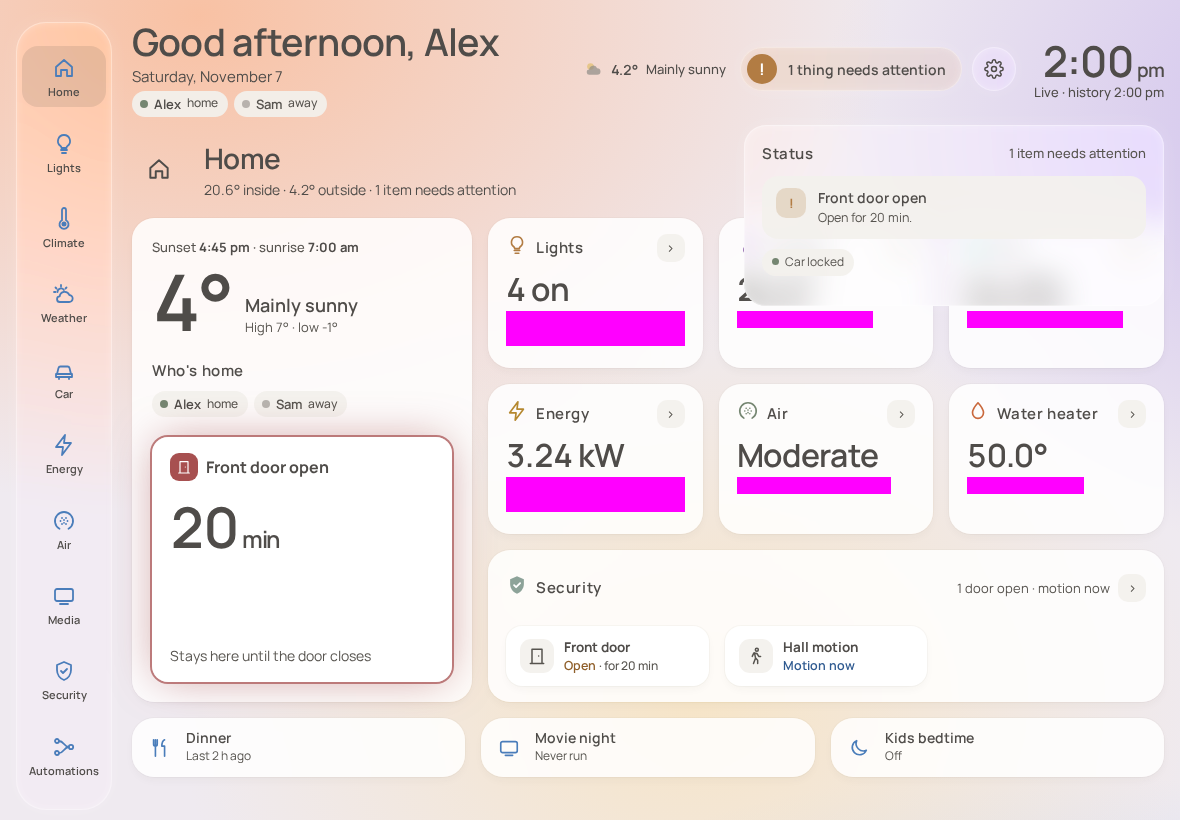 Home
Lights
Climate
Weather
Car
Energy
Air
Media
Security
Automations
Good afternoon, Alex
Saturday, November 7
Alex home
Sam away
4.2° Mainly sunny
! 1 thing needs attention
2:00 pm
Live · history 2:00 pm
Home
20.6° inside · 4.2° outside · 1 item needs attention
Status
1 item needs attention
! Front door open
Open for 20 min.
Car locked
Sunset 4:45 pm · sunrise 7:00 am
4°
Mainly sunny
High 7° · low -1°
Who's home
Alex home
Sam away
Front door open
20 min
Stays here until the door closes
Lights
4 on
Energy
3.24 kW
Air
Moderate
Water heater
50.0°
Security
1 door open · motion now
Front door
Open · for 20 min
Hall motion
Motion now
Dinner
Last 2 h ago
Movie night
Never run
Kids bedtime
Off